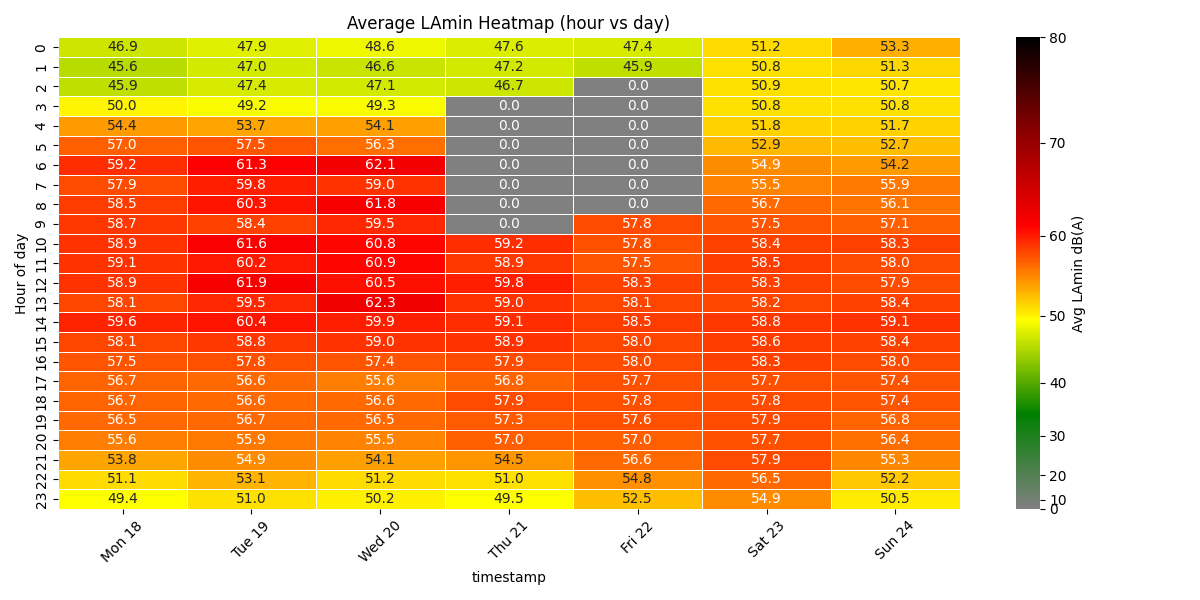 Average LAmin Heatmap (hour vs day)
0 46.9 47.9 48.6 47.6 47.4 51.2 53.3
1 45.6 47.0 46.6 47.2 45.9 50.8 51.3
2 45.9 47.4 47.1 46.7 0.0 50.9 50.7
3 50.0 49.2 49.3 0.0 0.0 50.8 50.8
4 54.4 53.7 54.1 0.0 0.0 51.8 51.7
5 57.0 57.5 56.3 0.0 0.0 52.9 52.7
6 59.2 61.3 62.1 0.0 0.0 54.9 54.2
7 57.9 59.8 59.0 0.0 0.0 55.5 55.9
8 58.5 60.3 61.8 0.0 0.0 56.7 56.1
9 58.7 58.4 59.5 0.0 57.8 57.5 57.1
10 58.9 61.6 60.8 59.2 57.8 58.4 58.3
11 59.1 60.2 60.9 58.9 57.5 58.5 58.0
12 58.9 61.9 60.5 59.8 58.3 58.3 57.9
13 58.1 59.5 62.3 59.0 58.1 58.2 58.4
14 59.6 60.4 59.9 59.1 58.5 58.8 59.1
15 58.1 58.8 59.0 58.9 58.0 58.6 58.4
16 57.5 57.8 57.4 57.9 58.0 58.3 58.0
17 56.7 56.6 55.6 56.8 57.7 57.7 57.4
18 56.7 56.6 56.6 57.9 57.8 57.8 57.4
19 56.5 56.7 56.5 57.3 57.6 57.9 56.8
20 55.6 55.9 55.5 57.0 57.0 57.7 56.4
21 53.8 54.9 54.1 54.5 56.6 57.9 55.3
22 51.1 53.1 51.2 51.0 54.8 56.5 52.2
23 49.4 51.0 50.2 49.5 52.5 54.9 50.5
Hour of day
Mon 18 Tue 19 Wed 20 Thu 21 Fri 22 Sat 23 Sun 24
timestamp
80
70
60
50
40
30
20
10
0
Avg LAmin dB(A)